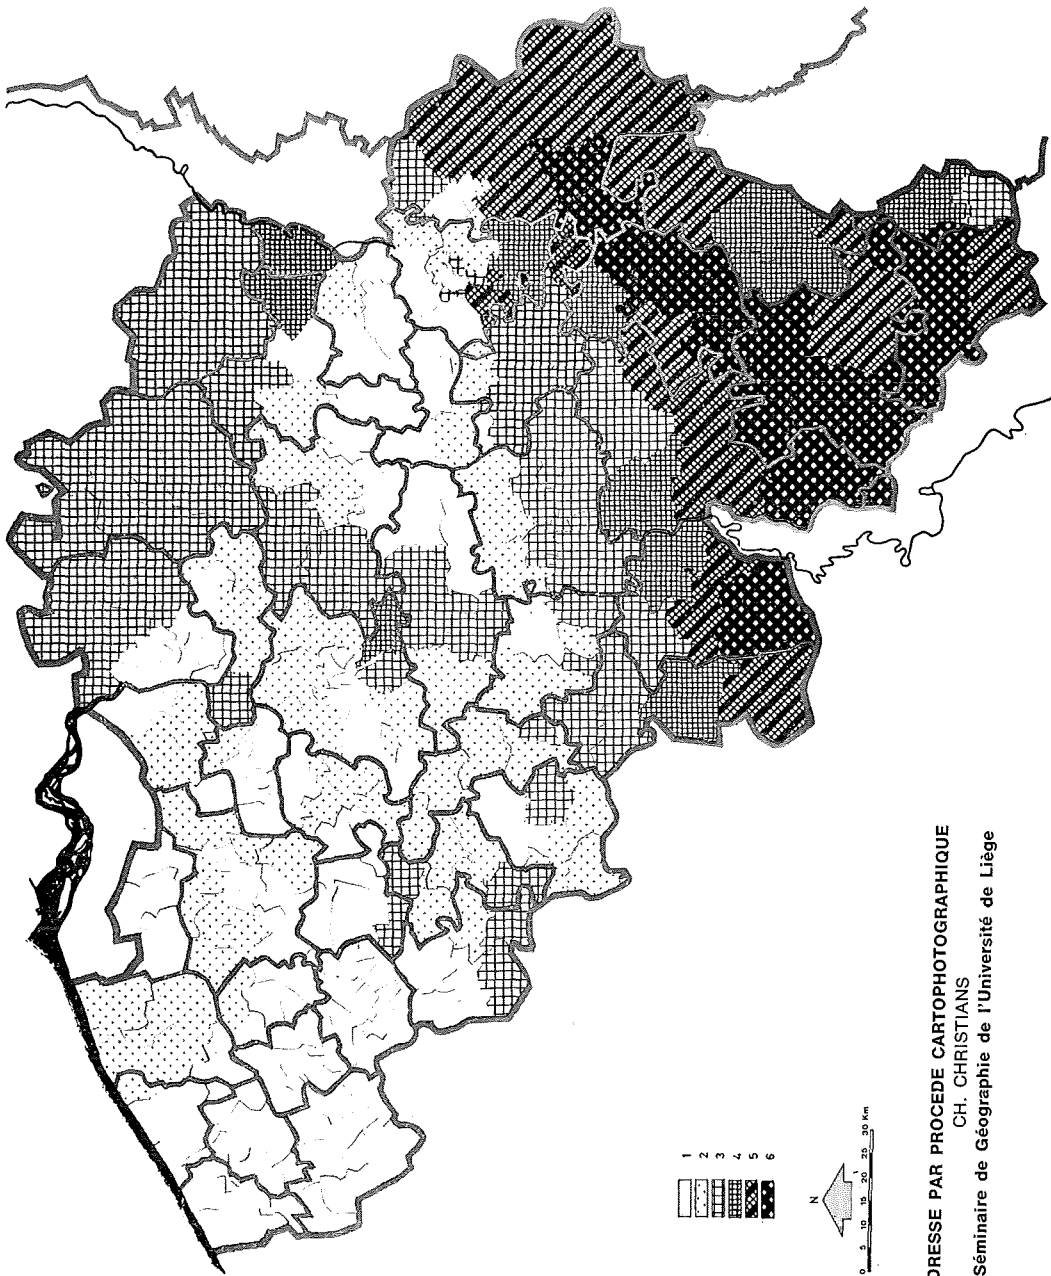 1
2
3
4
5
6
N
0 5 10 15 20 25 30 Km
DRESSE PAR PROCEDE CARTOPHOTOGRAPHIQUE
CH. CHRISTIANS
Séminaire de Géographie de l'Université de Liège